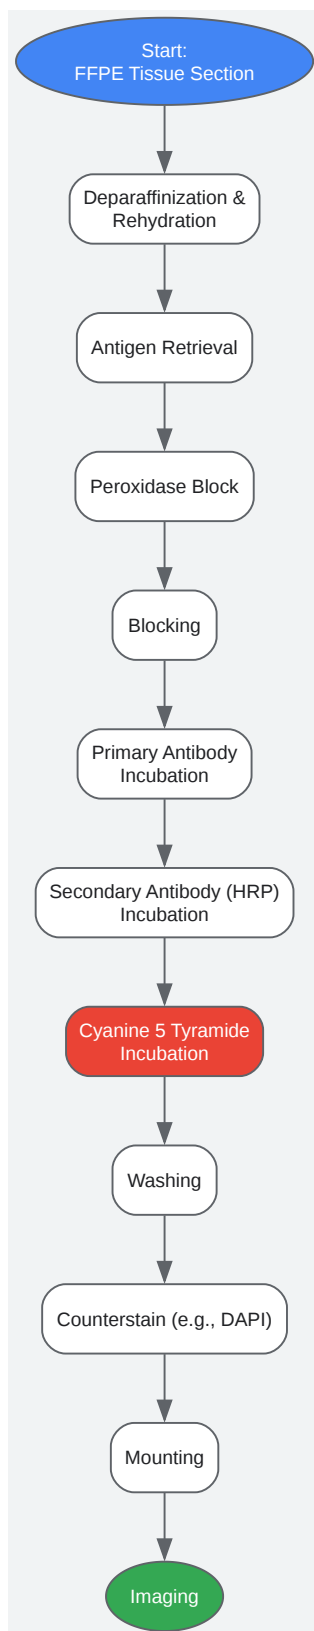 Start:
FFPE Tissue Section
Deparaffinization &
Rehydration
Antigen Retrieval
Peroxidase Block
Blocking
Primary Antibody
Incubation
Secondary Antibody (HRP)
Incubation
Cyanine 5 Tyramide
Incubation
Washing
Counterstain (e.g., DAPI)
Mounting
Imaging